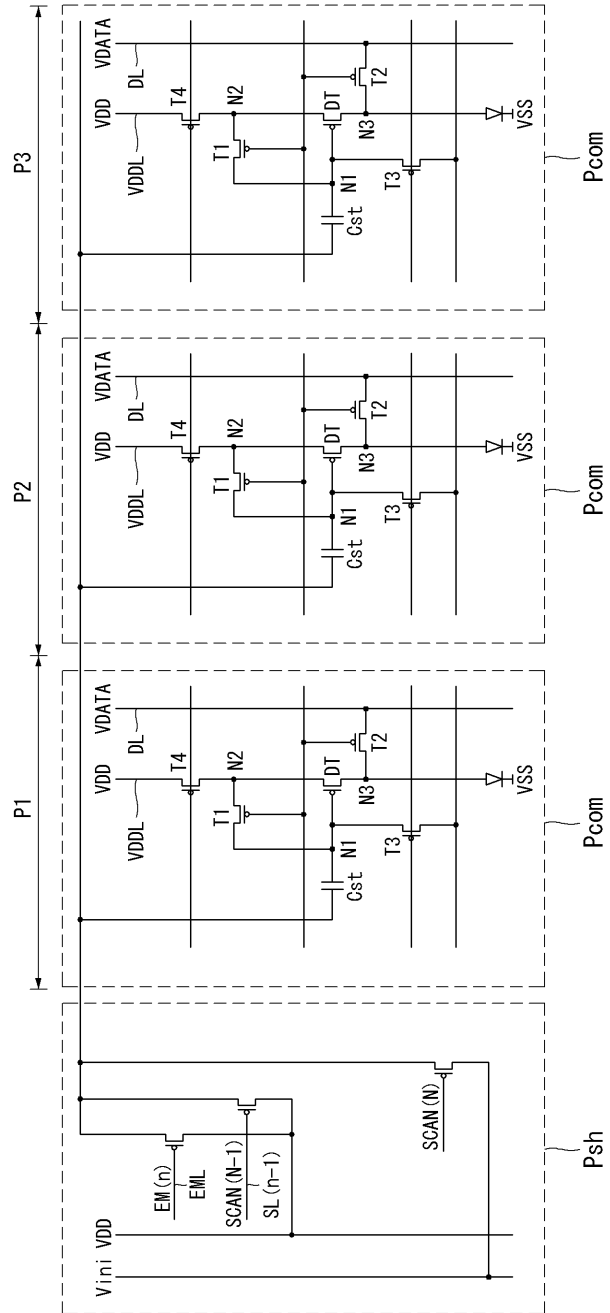 P1
P2
P3
Vini
VDD
EM(n)
EML
SCAN(N-1)
SL(n-1)
SCAN(N)
Psh
VDD
VDATA
VDDL
DL
T4
N2
T1
DT
N1
N3
T2
Cst
T3
VSS
Pcom
VDD
VDATA
VDDL
DL
T4
N2
T1
DT
N1
N3
T2
Cst
T3
VSS
Pcom
VDD
VDATA
VDDL
DL
T4
N2
T1
DT
N1
N3
T2
Cst
T3
VSS
Pcom